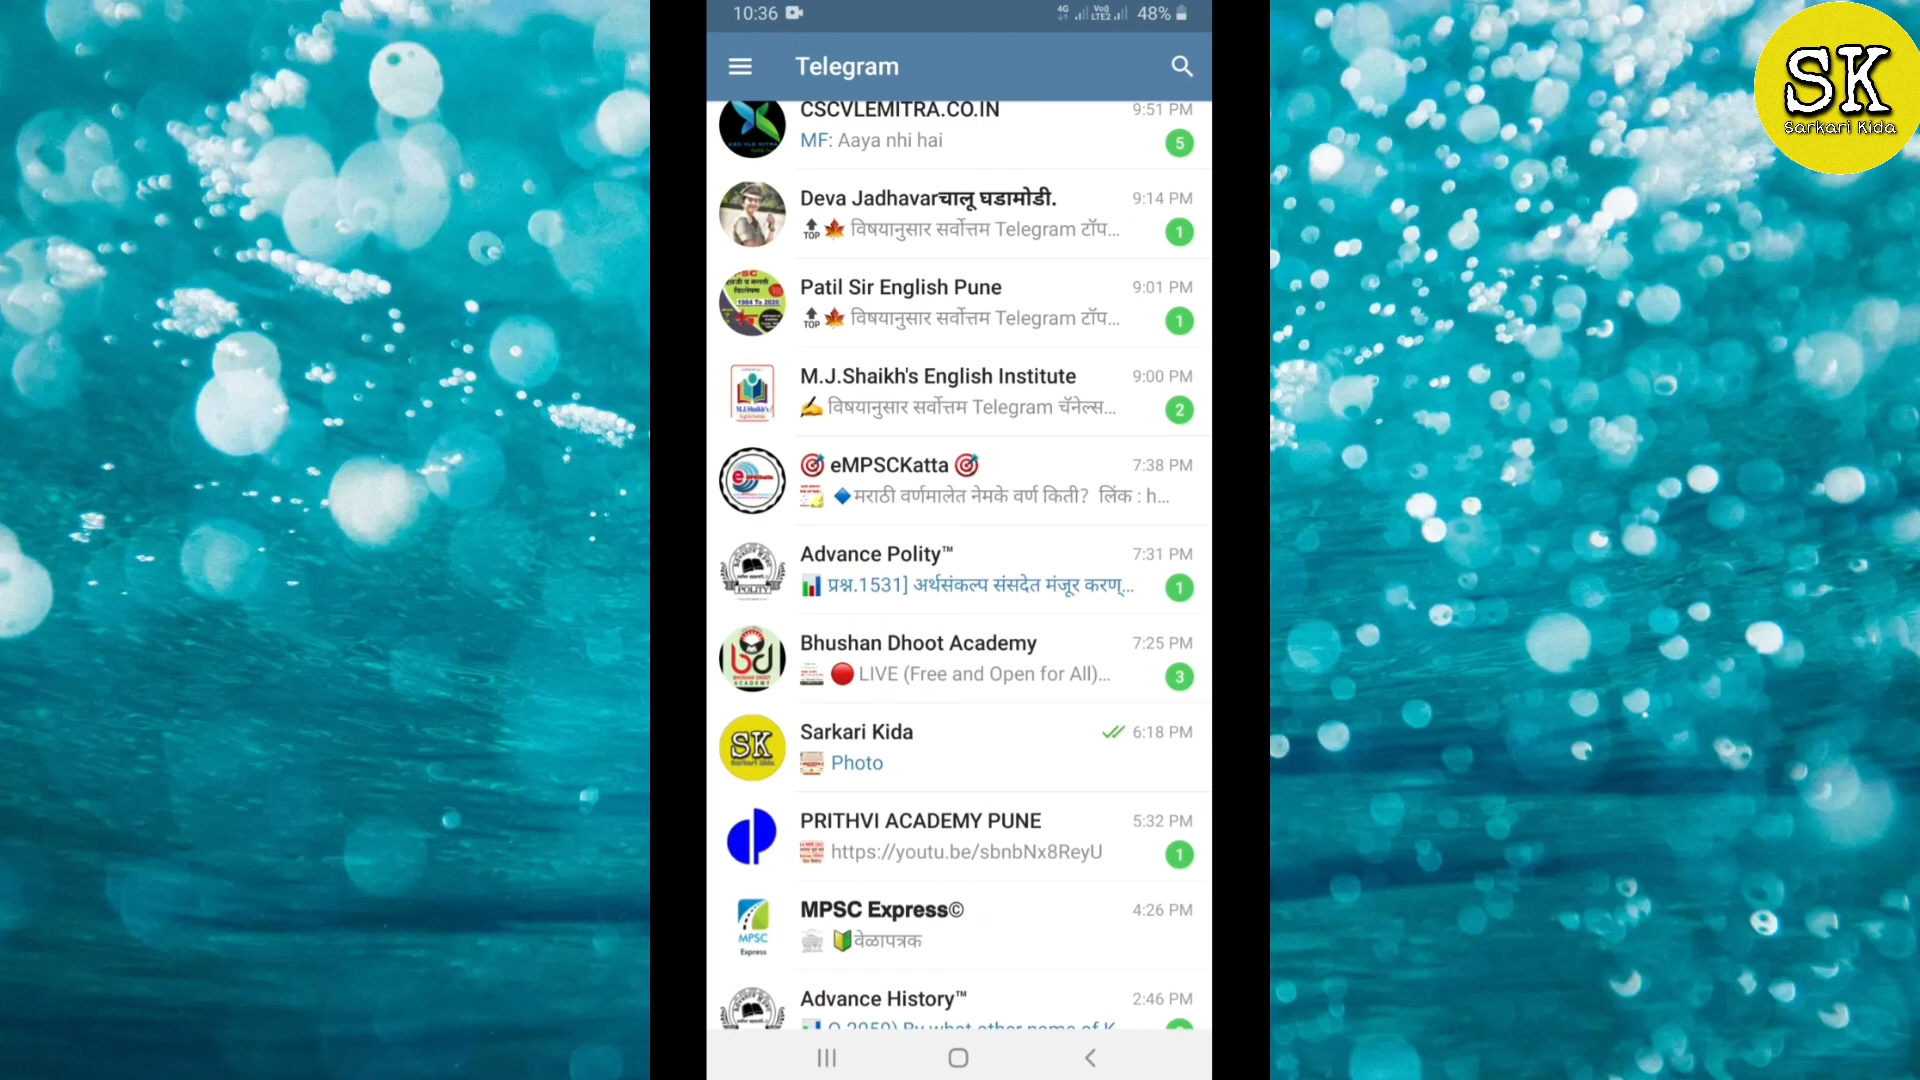 10:36 4G Vo) LTE2 48%
Telegram
SK
Sarkari Kida
CSCVLEMITRA.CO.IN 9:51 PM
MF: Aaya nhi hai 5
Deva Jadhavarचालू घडामोडी. 9:14 PM
TOP विषयानुसार सर्वोत्तम Telegram टॉप... 1
Patil Sir English Pune 9:01 PM
TOP विषयानुसार सर्वोत्तम Telegram टॉप... 1
M.J.Shaikh's English Institute 9:00 PM
विषयानुसार सर्वोत्तम Telegram चॅनेल्स... 2
eMPSCKatta 7:38 PM
मराठी वर्णमालेत नेमके वर्ण किती? लिंक : h...
Advance Polity™ 7:31 PM
प्रश्न.1531] अर्थसंकल्प संसदेत मंजूर करण्... 1
Bhushan Dhoot Academy 7:25 PM
LIVE (Free and Open for All)... 3
Sarkari Kida 6:18 PM
Photo
PRITHVI ACADEMY PUNE 5:32 PM
https://youtu.be/sbnbNx8ReyU 1
MPSC Express© 4:26 PM
वेळापत्रक
Advance History™ 2:46 PM